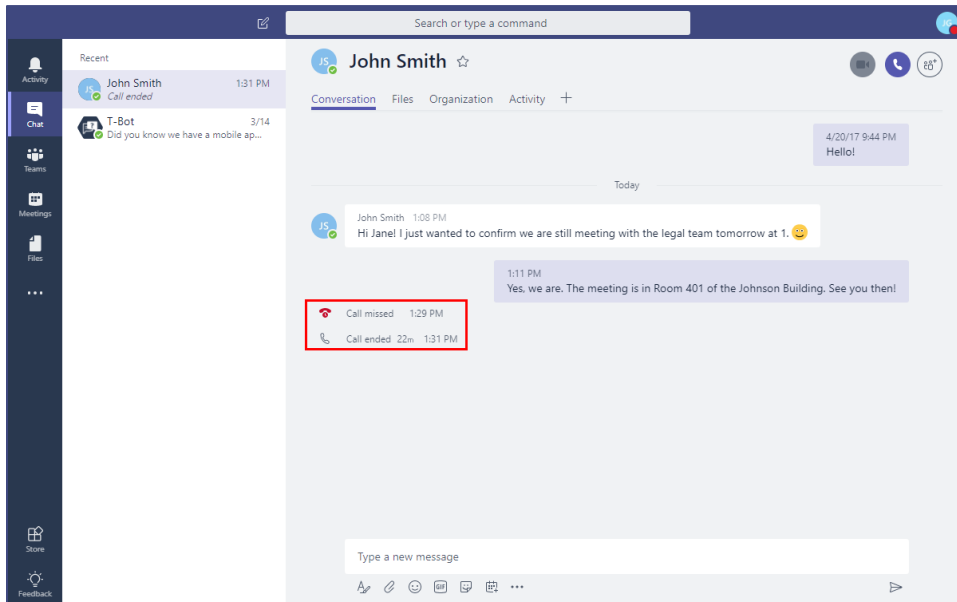 Search or type a command
JG
Activity
Chat
Teams
Meetings
Files
Store
Feedback
Recent
JS
John Smith 1:31 PM
Call ended
T-Bot 3/14
Did you know we have a mobile ap...
JS
John Smith
Conversation Files Organization Activity
4/20/17 9:44 PM
Hello!
Today
JS
John Smith 1:08 PM
Hi Jane! I just wanted to confirm we are still meeting with the legal team tomorrow at 1.
1:11 PM
Yes, we are. The meeting is in Room 401 of the Johnson Building. See you then!
Call missed 1:29 PM
Call ended 22m 1:31 PM
Type a new message
GIF